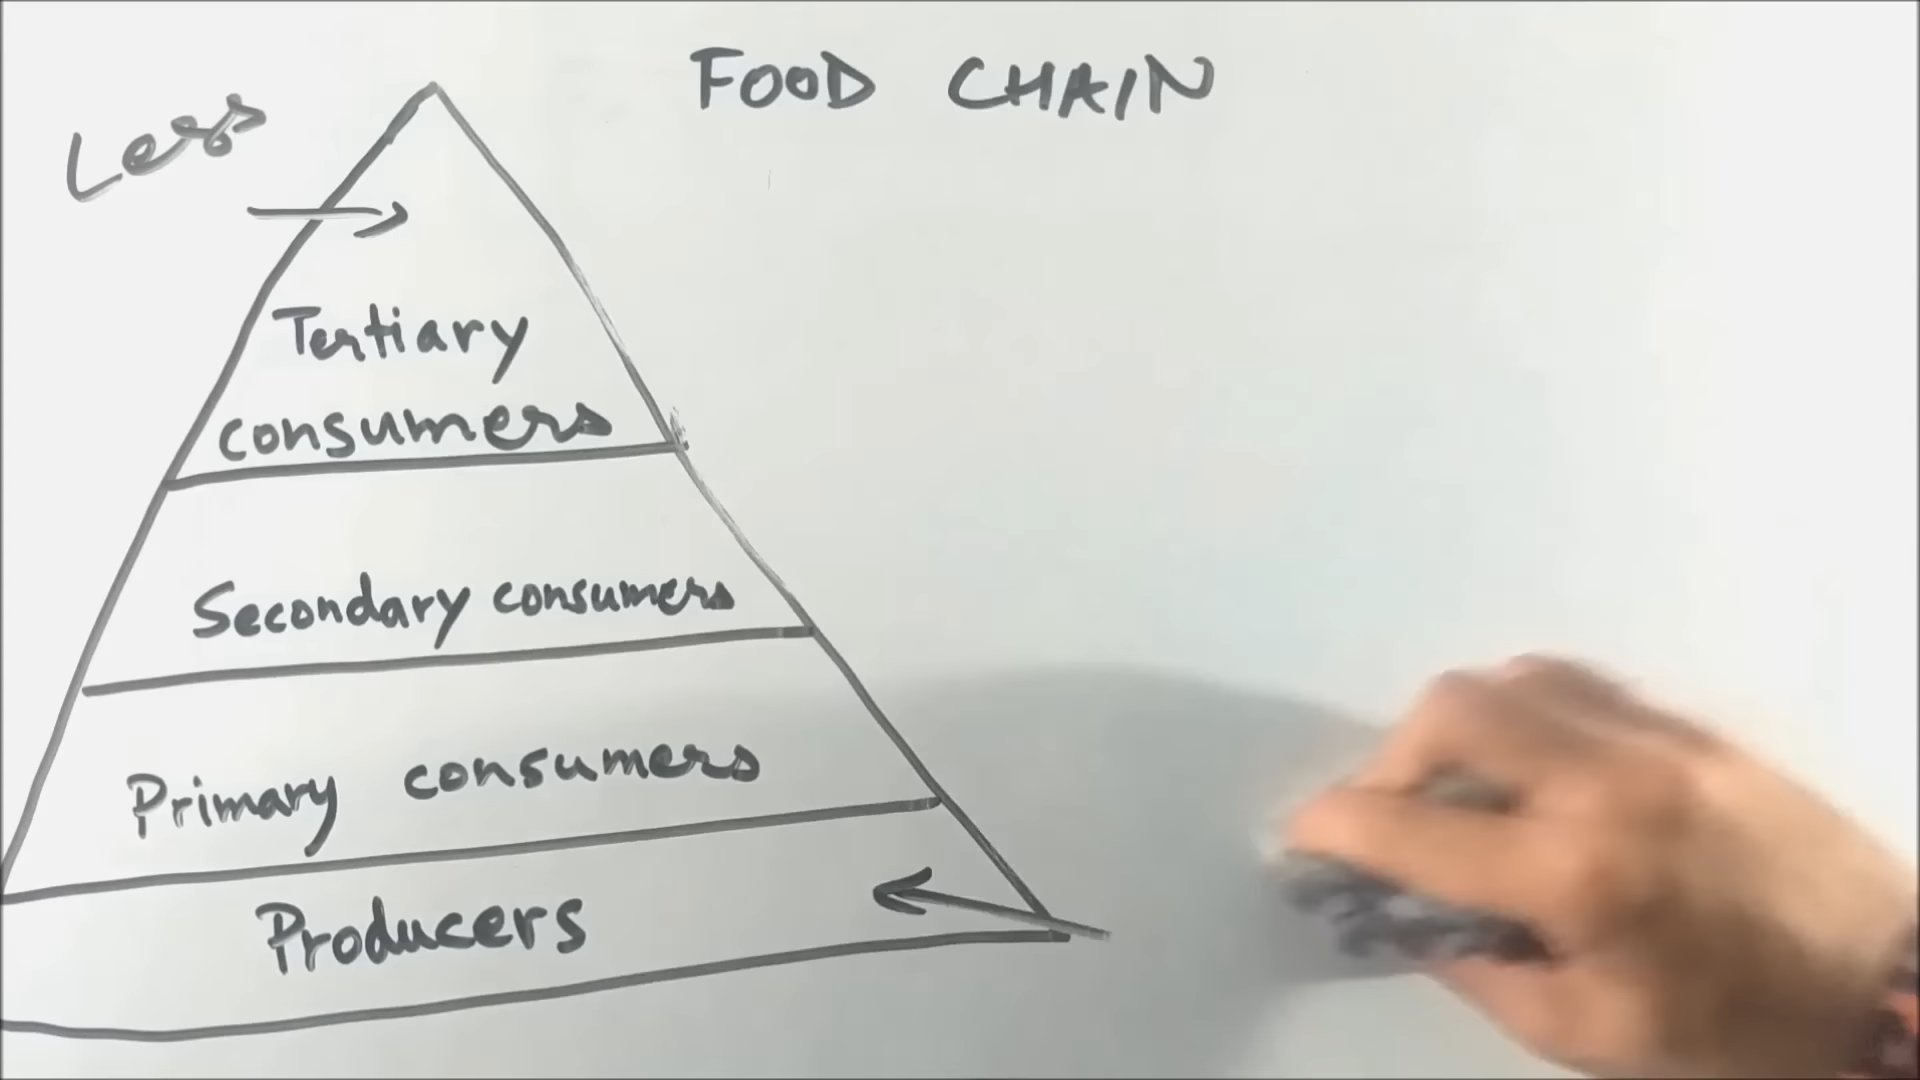 FOOD CHAIN
Less
Tertiary
consumers
Secondary consumers
Primary consumers
Producers